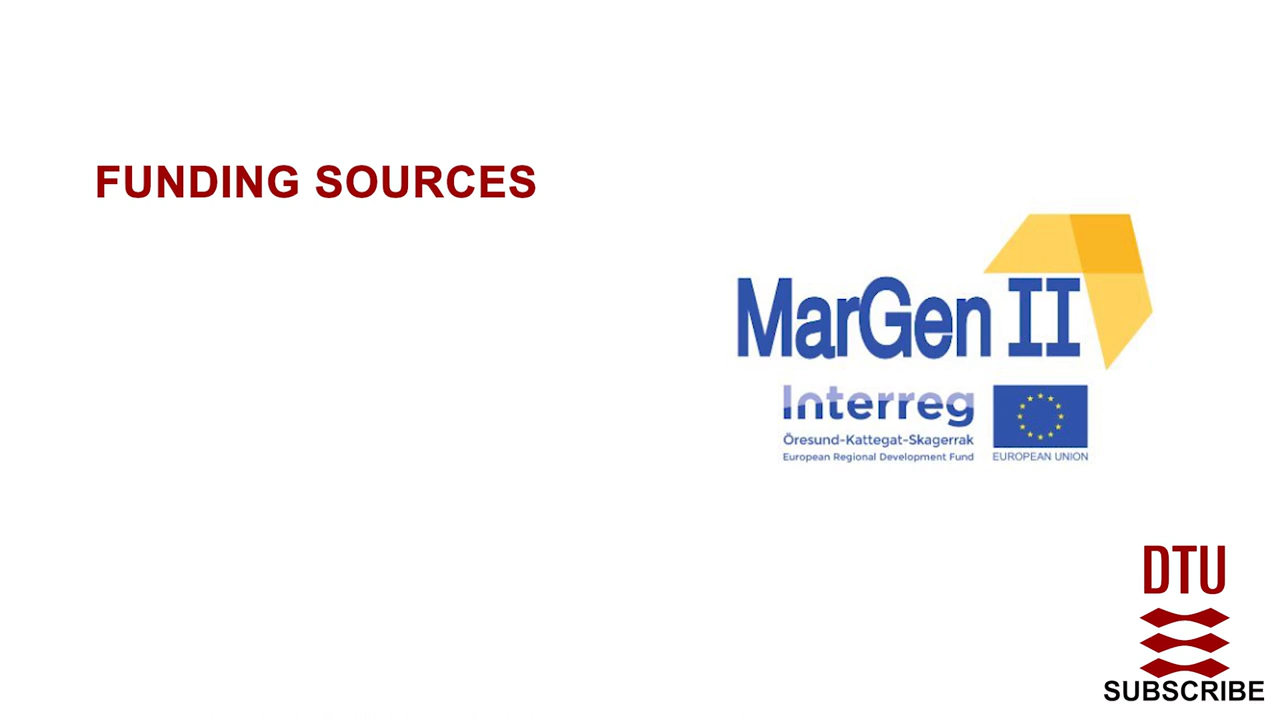 FUNDING SOURCES
MarGen II
Interreg
Öresund-Kattegat-Skagerrak
European Regional Development Fund
EUROPEAN UNION
DTU
SUBSCRIBE